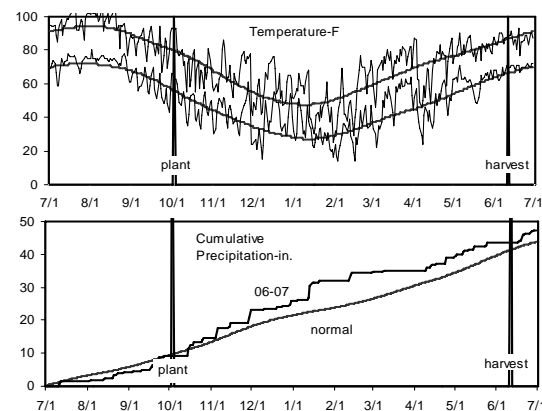 100
Temperature-F
80
60
40
20
plant
harvest
0
7/1 8/1 9/1 10/1 11/1 12/1 1/1 2/1 3/1 4/1 5/1 6/1 7/1
50
Cumulative
Precipitation-in.
40
06-07
30
normal
20
10
plant
harvest
0
7/1 8/1 9/1 10/1 11/1 12/1 1/1 2/1 3/1 4/1 5/1 6/1 7/1